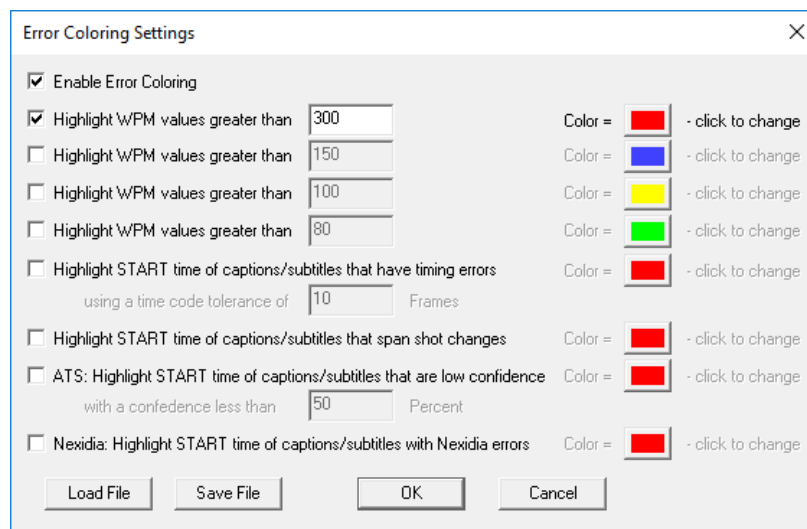 Error Coloring Settings
Enable Error Coloring
Highlight WPM values greater than 300 Color = - click to change
Highlight WPM values greater than 150 Color = - click to change
Highlight WPM values greater than 100 Color = - click to change
Highlight WPM values greater than 80 Color = - click to change
Highlight START time of captions/subtitles that have timing errors Color = - click to change
using a time code tolerance of 10 Frames
Highlight START time of captions/subtitles that span shot changes Color = - click to change
ATS: Highlight START time of captions/subtitles that are low confidence Color = - click to change
with a confedence less than 50 Percent
Nexidia: Highlight START time of captions/subtitles with Nexidia errors Color = - click to change
Load File Save File OK Cancel